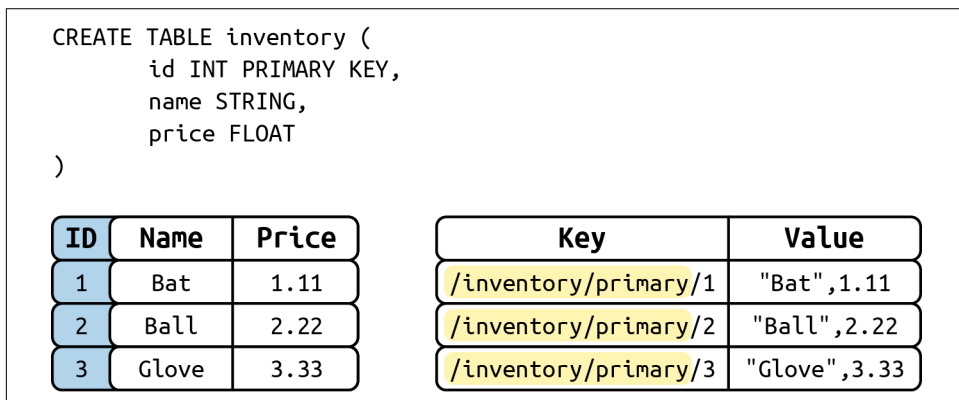 CREATE TABLE inventory (
id INT PRIMARY KEY,
name STRING,
price FLOAT
)
ID Name Price Key Value
1 Bat 1.11 /inventory/primary/1 "Bat",1.11
2 Ball 2.22 /inventory/primary/2 "Ball",2.22
3 Glove 3.33 /inventory/primary/3 "Glove",3.33